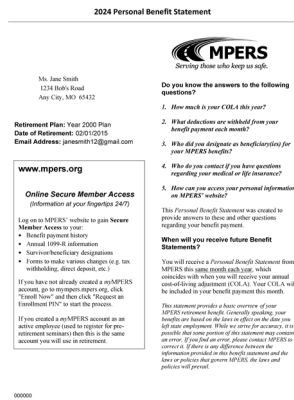 2024 Personal Benefit Statement
MPERS
Serving those who keep us safe.
Ms. Jane Smith
1234 Bob's Road
Any City, MO 65432
Retirement Plan: Year 2000 Plan
Date of Retirement: 02/01/2015
Email Address: janesmith12@gmail.com
www.mpers.org
Online Secure Member Access
(Information at your fingertips 24/7)
Log on to MPERS' website to gain Secure
Member Access to your:
• Benefit payment history
• Annual 1099-R information
• Survivor/beneficiary designations
• Forms to make various changes (e.g. tax
withholding, direct deposit, etc.)
If you have not already created a myMPERS
account, go to mympers.mpers.org, click
"Enroll Now" and then click "Request an
Enrollment PIN" to start the process.
If you created a myMPERS account as an
active employee (used to register for pre-
retirement seminars) then this is the same
account you will use in retirement.
Do you know the answers to the following
questions?
1. How much is your COLA this year?
2. What deductions are withheld from your
benefit payment each month?
3. Who did you designate as beneficiary(ies) for
your MPERS benefits?
4. Who do you contact if you have questions
regarding your medical or life insurance?
5. How can you access your personal information
on MPERS' website?
This Personal Benefit Statement was created to
provide answers to these and other questions
regarding your benefit payment.
When will you receive future Benefit
Statements?
You will receive a Personal Benefit Statement from
MPERS this same month each year, which
coincides with when you will receive your annual
cost-of-living adjustment (COLA). Your COLA wil
be included in your benefit payment this month.
This statement provides a basic overview of your
MPERS retirement benefit. Generally speaking, your
benefits are based on the laws in effect on the date you
left state employment. While we strive for accuracy, it is
possible that some portion of this statement may contain
an error. If you find an error, please contact MPERS to
correct it. If there is any difference between the
information provided in this benefit statement and the
laws or policies that govern MPERS, the laws and
policies will prevail.
000000